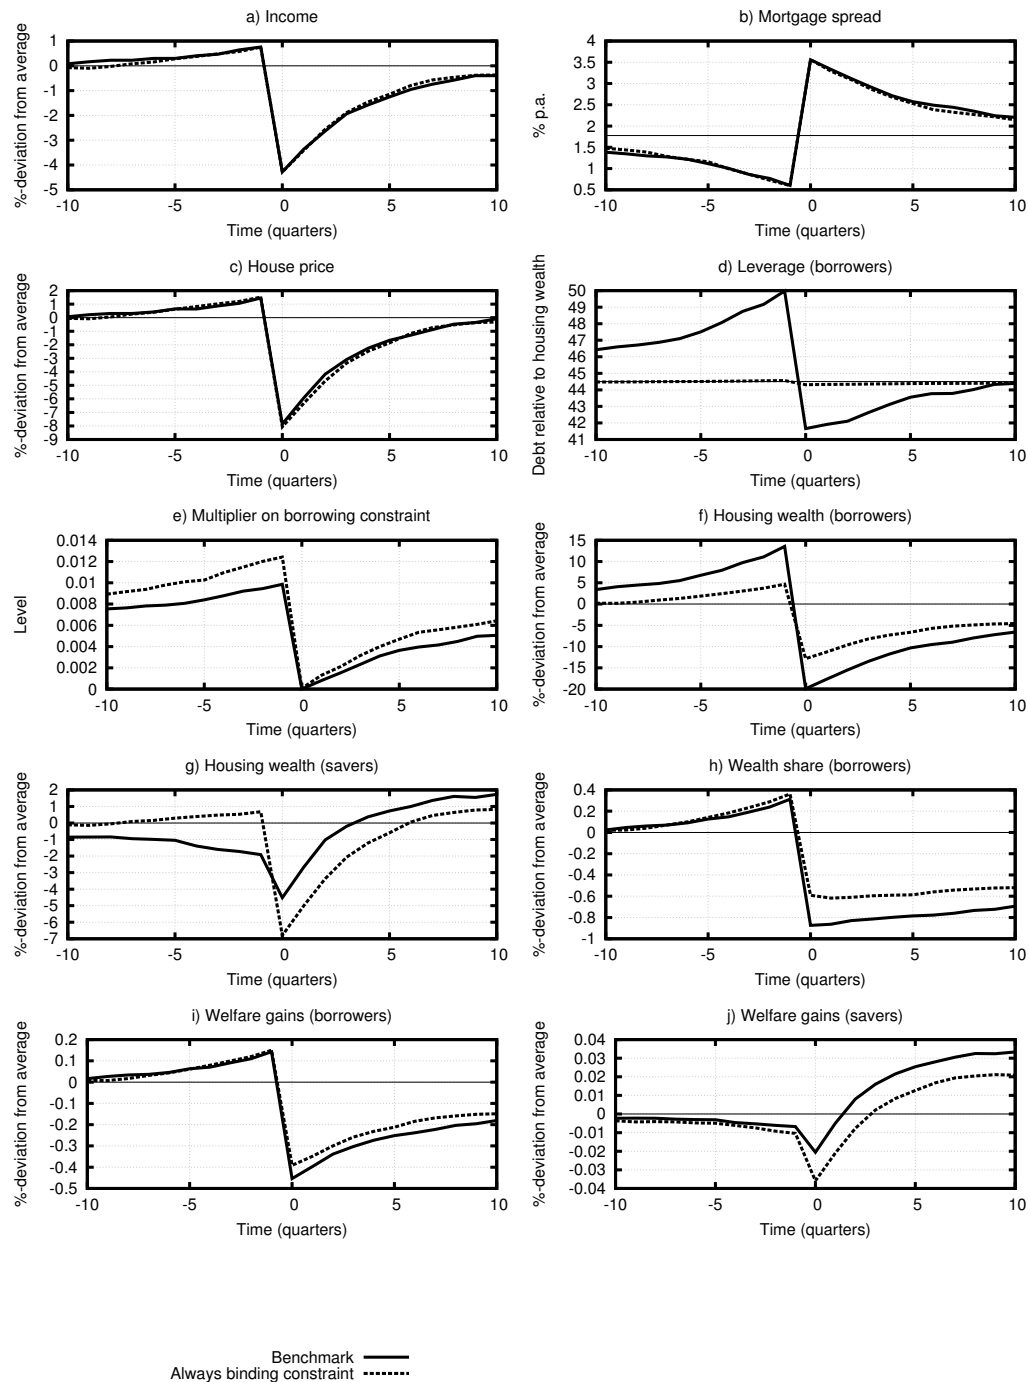 a) Income
%-deviation from average
1
0
-1
-2
-3
-4
-5
-10 -5 0 5 10
Time (quarters)
b) Mortgage spread
% p.a.
4
3.5
3
2.5
2
1.5
1
0.5
-10 -5 0 5 10
Time (quarters)
c) House price
%-deviation from average
2
1
0
-1
-2
-3
-4
-5
-6
-7
-8
-9
-10 -5 0 5 10
Time (quarters)
d) Leverage (borrowers)
Debt relative to housing wealth
50
49
48
47
46
45
44
43
42
41
-10 -5 0 5 10
Time (quarters)
e) Multiplier on borrowing constraint
Level
0.014
0.012
0.01
0.008
0.006
0.004
0.002
0
-10 -5 0 5 10
Time (quarters)
f) Housing wealth (borrowers)
%-deviation from average
15
10
5
0
-5
-10
-15
-20
-10 -5 0 5 10
Time (quarters)
g) Housing wealth (savers)
%-deviation from average
2
1
0
-1
-2
-3
-4
-5
-6
-7
-10 -5 0 5 10
Time (quarters)
h) Wealth share (borrowers)
%-deviation from average
0.4
0.2
0
-0.2
-0.4
-0.6
-0.8
-1
-10 -5 0 5 10
Time (quarters)
i) Welfare gains (borrowers)
%-deviation from average
0.2
0.1
0
-0.1
-0.2
-0.3
-0.4
-0.5
-10 -5 0 5 10
Time (quarters)
j) Welfare gains (savers)
%-deviation from average
0.04
0.03
0.02
0.01
0
-0.01
-0.02
-0.03
-0.04
-10 -5 0 5 10
Time (quarters)
Benchmark
Always binding constraint